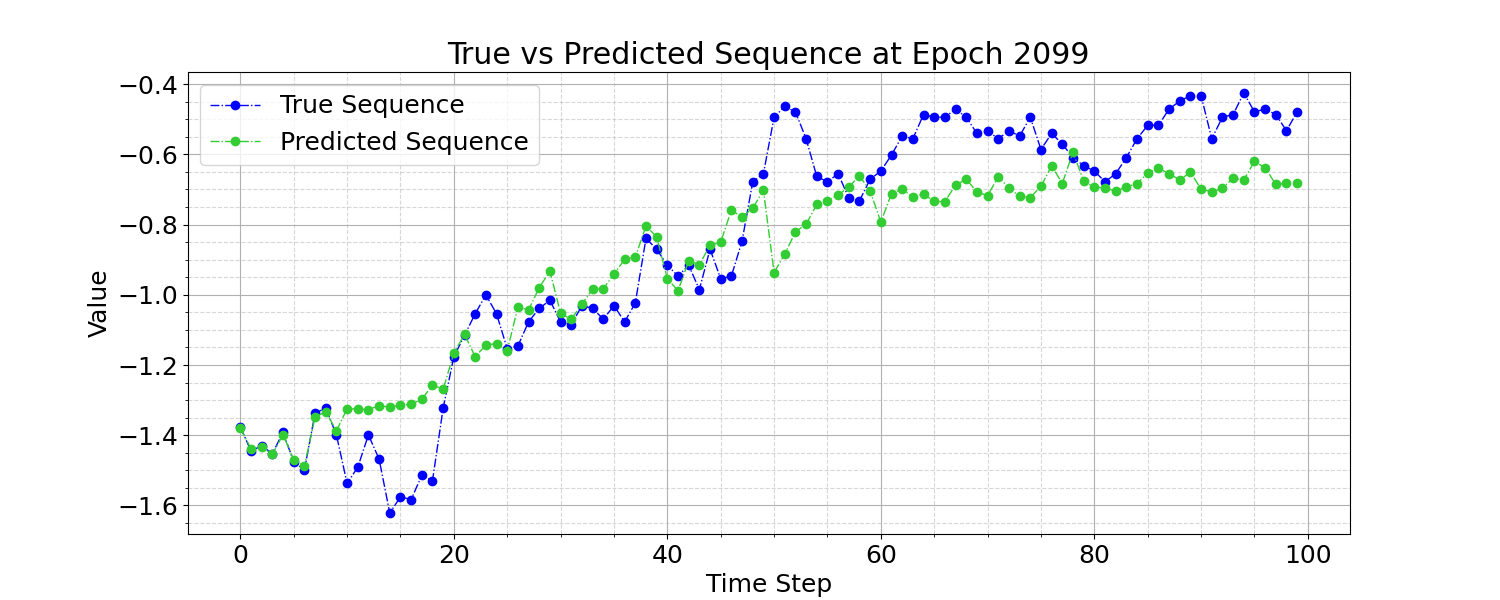 True vs Predicted Sequence at Epoch 2099
True Sequence
Predicted Sequence
Value
−0.4
−0.6
−0.8
−1.0
−1.2
−1.4
−1.6
0 20 40 60 80 100
Time Step